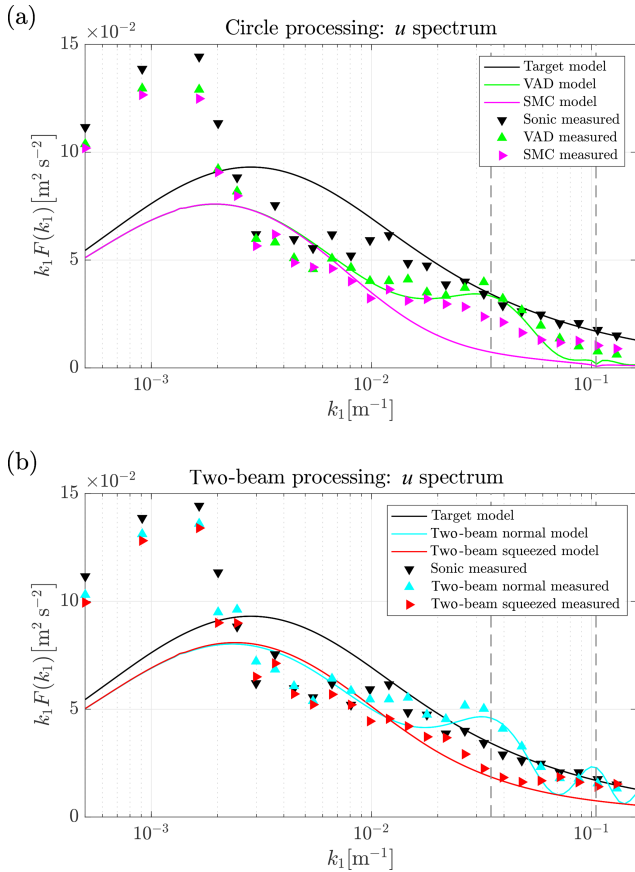 (a)
Circle processing: u spectrum
×10⁻²
15
10
5
0
k₁F(k₁)[m² s⁻²]
Target model
VAD model
SMC model
Sonic measured
VAD measured
SMC measured
10⁻³
10⁻²
10⁻¹
k₁[m⁻¹]
(b)
Two-beam processing: u spectrum
×10⁻²
15
10
5
0
k₁F(k₁)[m² s⁻²]
Target model
Two-beam normal model
Two-beam squeezed model
Sonic measured
Two-beam normal measured
Two-beam squeezed measured
10⁻³
10⁻²
10⁻¹
k₁[m⁻¹]